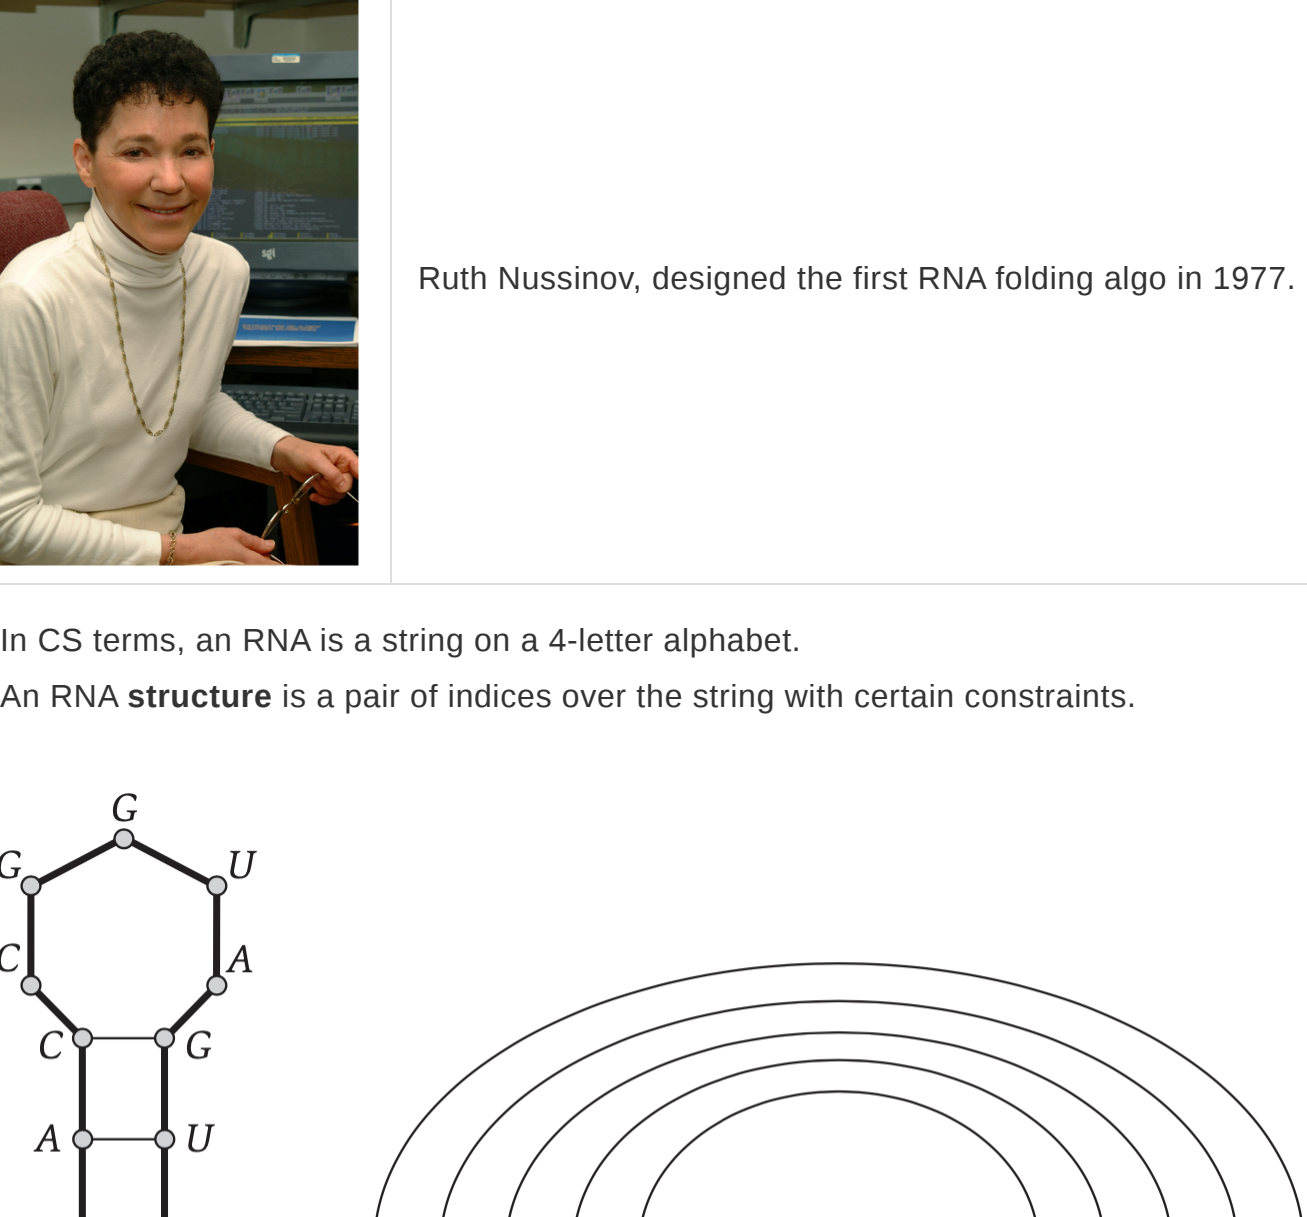 sgi
Ruth Nussinov, designed the first RNA folding algo in 1977.
In CS terms, an RNA is a string on a 4-letter alphabet.
An RNA structure is a pair of indices over the string with certain constraints.
G
G
U
C
A
C
G
A
U